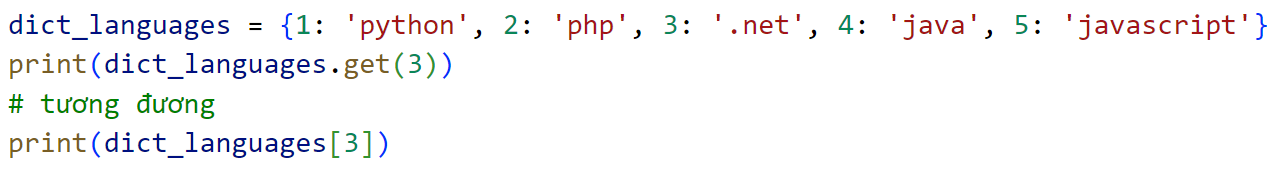 dict_languages = {1: 'python', 2: 'php', 3: '.net', 4: 'java', 5: 'javascript'}
print(dict_languages.get(3))
# tương đương
print(dict_languages[3])